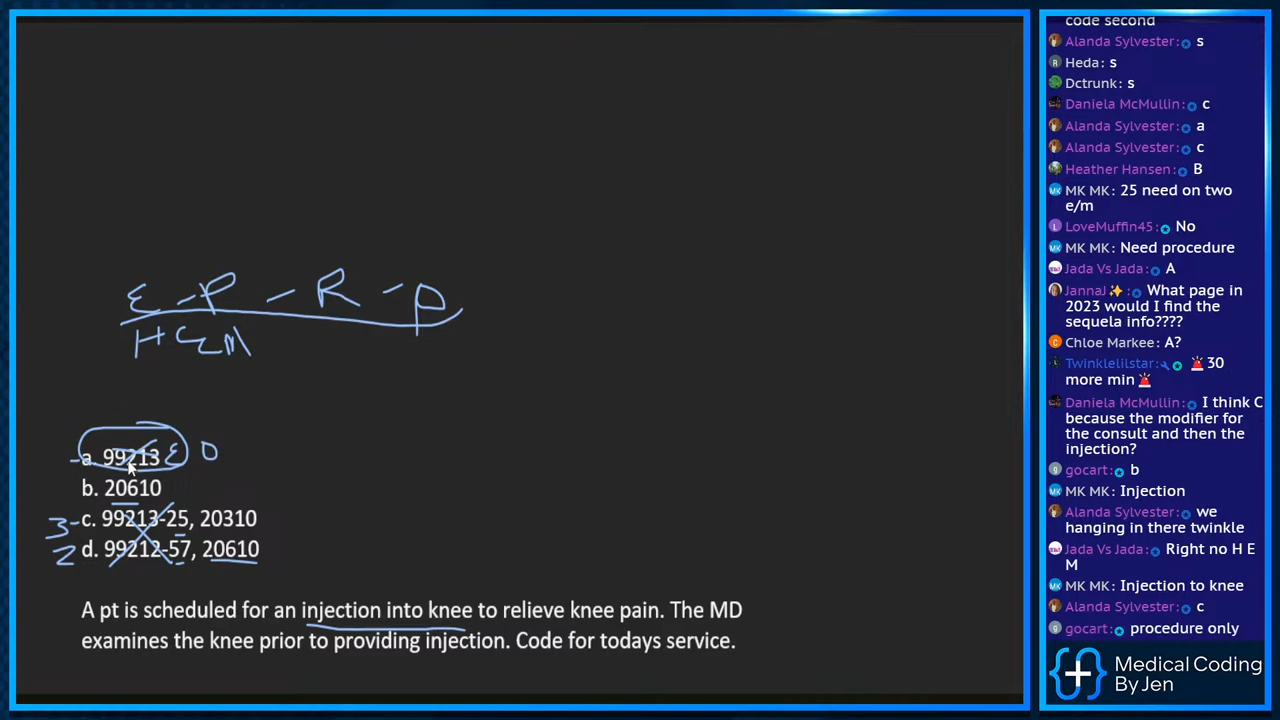 E - P - R - P
H E M
a. 99213 E D
b. 20610
3- c. 99213-25, 20310
2 d. 99212-57, 20610
A pt is scheduled for an injection into knee to relieve knee pain. The MD
examines the knee prior to providing injection. Code for todays service.
code second
Alanda Sylvester: s
Heda: s
Dctrunk: s
Daniela McMullin: c
Alanda Sylvester: a
Alanda Sylvester: c
Heather Hansen: B
MK MK: 25 need on two
e/m
LoveMuffin45: No
MK MK: Need procedure
Jada Vs Jada: A
JannaJ✨: What page in
2023 would I find the
sequela info????
Chloe Markee: A?
Twinklelilstar: 🚨30
more min🚨
Daniela McMullin: I think C
because the modifier for
the consult and then the
injection?
gocart: b
MK MK: Injection
Alanda Sylvester: we
hanging in there twinkle
Jada Vs Jada: Right no H E
M
MK MK: Injection to knee
Alanda Sylvester: c
gocart: procedure only
Medical Coding
By Jen